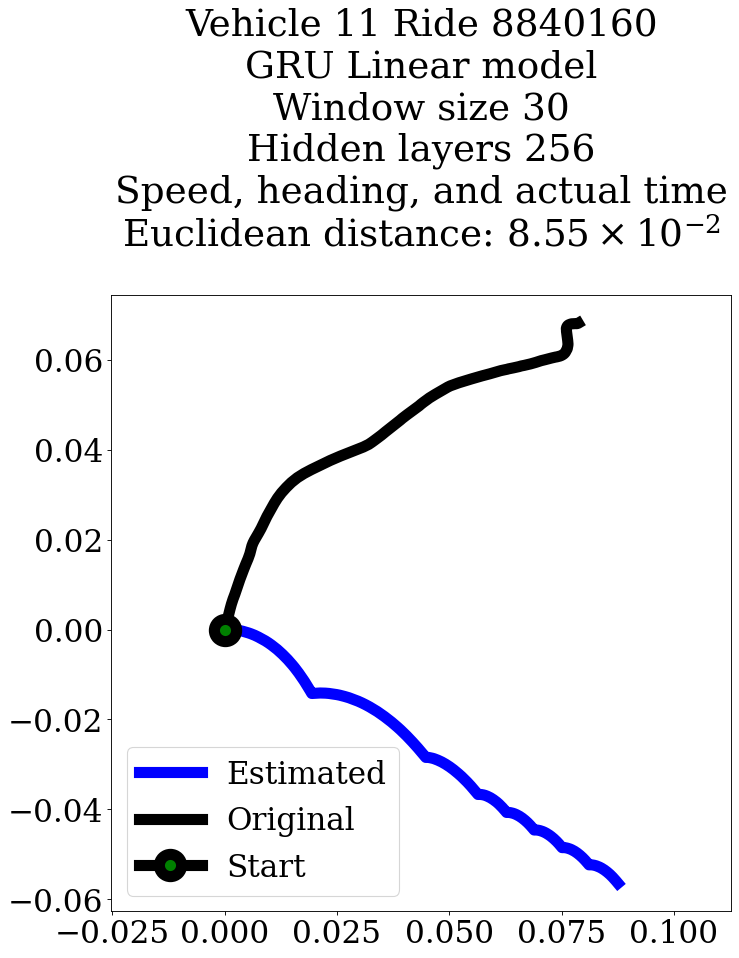 Vehicle 11 Ride 8840160
GRU Linear model
Window size 30
Hidden layers 256
Speed, heading, and actual time
Euclidean distance: 8.55 × 10⁻²
0.06
0.04
0.02
0.00
−0.02
−0.04
−0.06
Estimated
Original
Start
−0.025 0.000 0.025 0.050 0.075 0.100